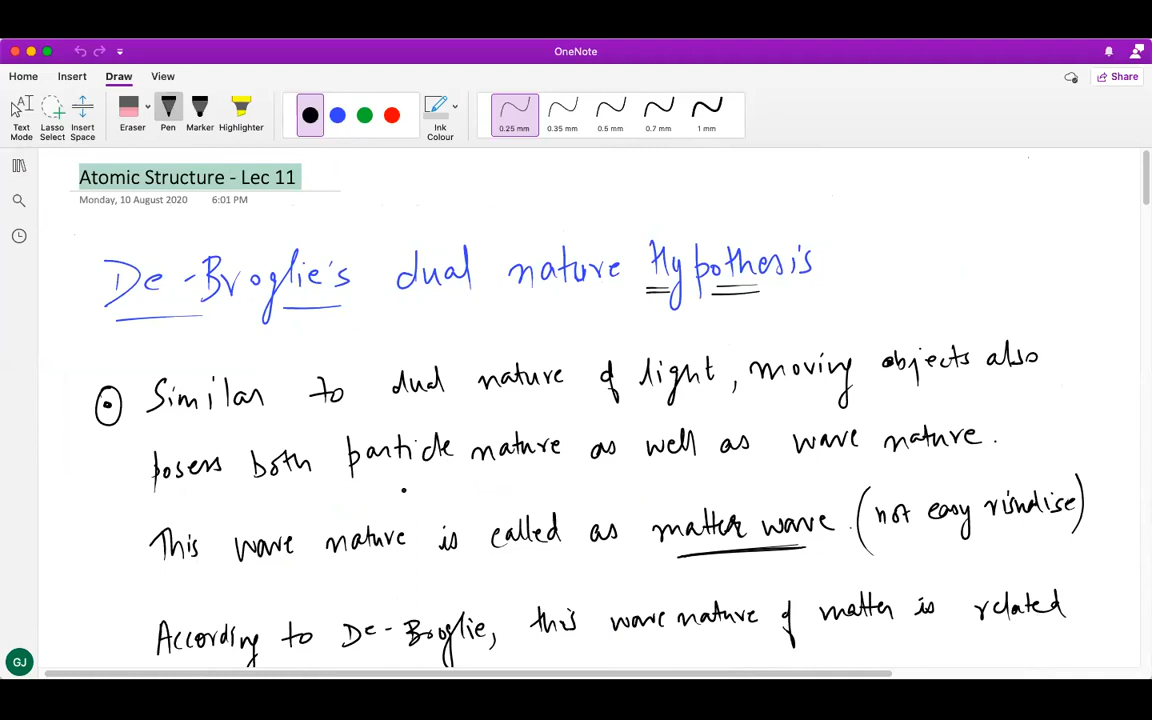 OneNote
Home Insert Draw View
Share
Text Mode
Lasso Select
Insert Space
Eraser
Pen
Marker
Highlighter
Ink Colour
0.25 mm
0.35 mm
0.5 mm
0.7 mm
1 mm
Atomic Structure - Lec 11
Monday, 10 August 2020 6:01 PM
De-Broglie's dual nature Hypothesis
Similar to dual nature of light, moving objects also
posess both particle nature as well as wave nature.
This wave nature is called as matter wave. (not easy visualise)
According to De-Broglie, this wave nature of matter is related
GJ